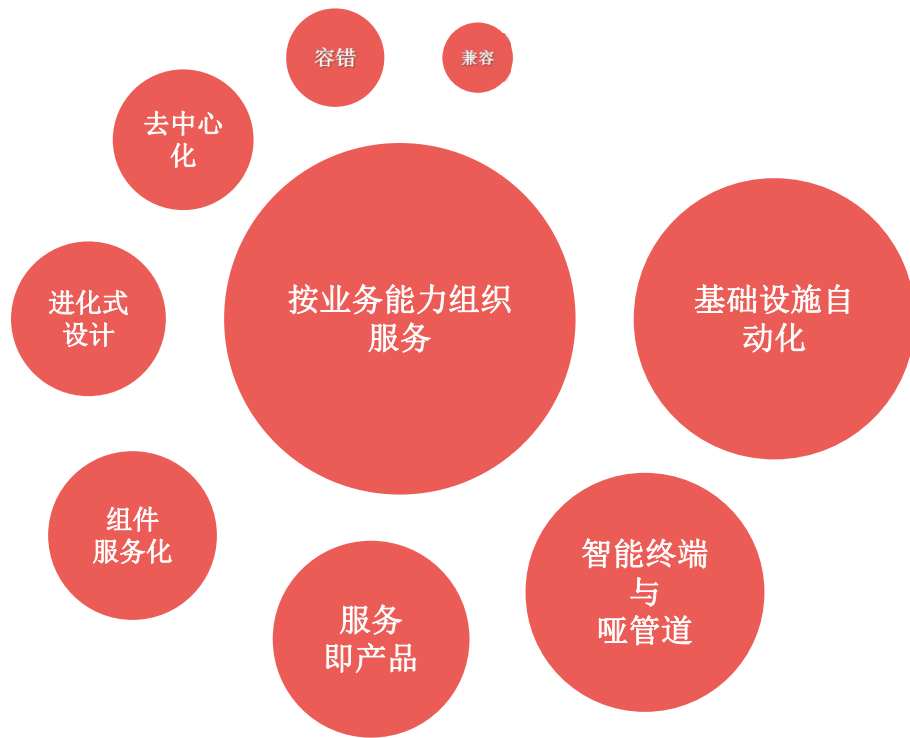 容错
兼容
去中心
化
按业务能力组织
服务
基础设施自
动化
进化式
设计
组件
服务化
智能终端
与
哑管道
服务
即产品